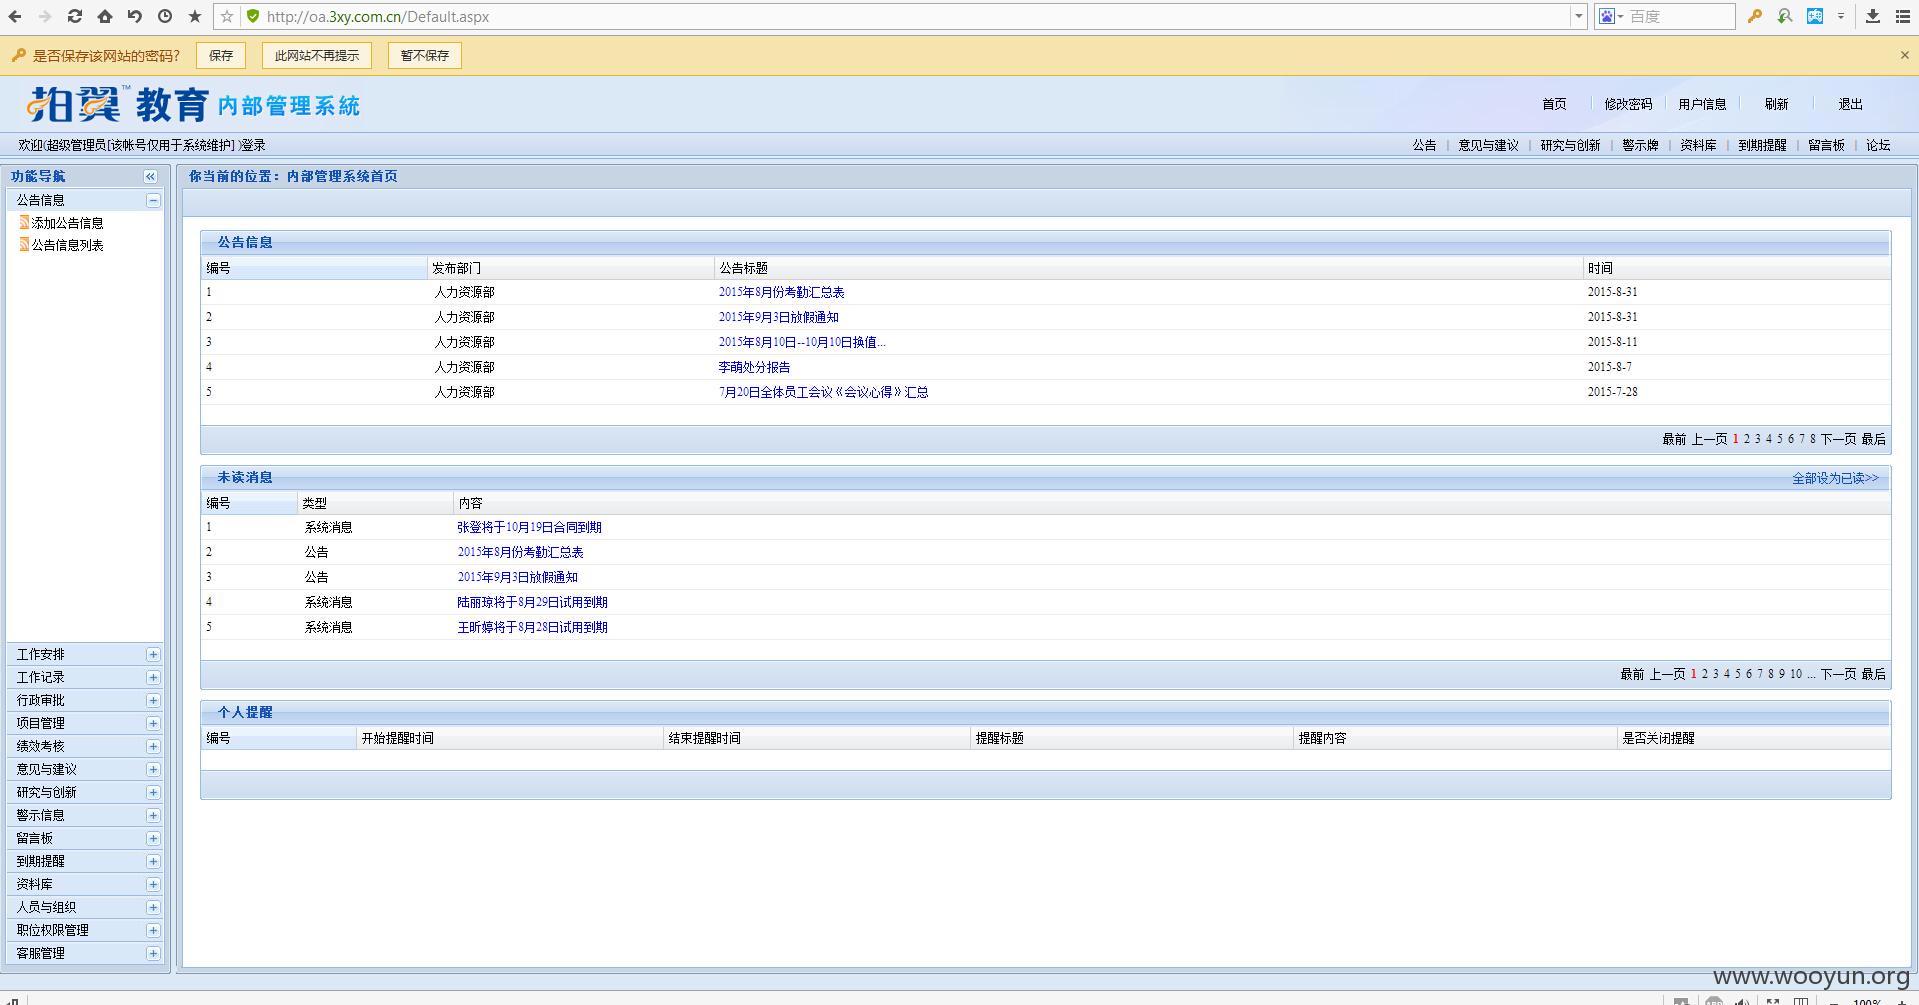 http://oa.3xy.com.cn/Default.aspx 百度
是否保存该网站的密码? 保存 此网站不再提示 暂不保存
柏翼™教育 内部管理系統 首页 修改密码 用户信息 刷新 退出
欢迎(超级管理员[该帐号仅用于系统维护] )登录 公告 意见与建议 研究与创新 警示牌 资料库 到期提醒 留言板 论坛
功能导航 你当前的位置：内部管理系统首页
公告信息
添加公告信息
公告信息列表
公告信息
编号 发布部门 公告标题 时间
1 人力资源部 2015年8月份考勤汇总表 2015-8-31
2 人力资源部 2015年9月3日放假通知 2015-8-31
3 人力资源部 2015年8月10日--10月10日换值... 2015-8-11
4 人力资源部 李萌处分报告 2015-8-7
5 人力资源部 7月20日全体员工会议《会议心得》汇总 2015-7-28
最前 上一页 1 2 3 4 5 6 7 8 下一页 最后
未读消息 全部设为已读>>
编号 类型 内容
1 系统消息 张登将于10月19日合同到期
2 公告 2015年8月份考勤汇总表
3 公告 2015年9月3日放假通知
4 系统消息 陆丽琼将于8月29日试用到期
5 系统消息 王昕婷将于8月28日试用到期
最前 上一页 1 2 3 4 5 6 7 8 9 10 ... 下一页 最后
个人提醒
编号 开始提醒时间 结束提醒时间 提醒标题 提醒内容 是否关闭提醒
工作安排
工作记录
行政审批
项目管理
绩效考核
意见与建议
研究与创新
警示信息
留言板
到期提醒
资料库
人员与组织
职位权限管理
客服管理
www.wooyun.org
100%